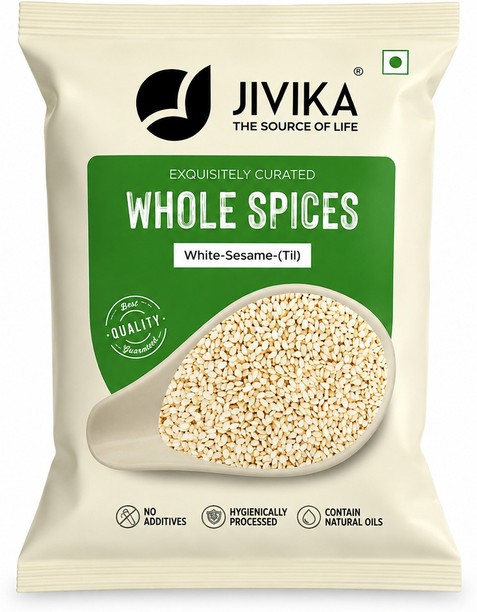 JIVIKA®
THE SOURCE OF LIFE
EXQUISITELY CURATED
WHOLE SPICES
White-Sesame-(Til)
Best
QUALITY
Guaranteed
NO
ADDITIVES
HYGIENICALLY
PROCESSED
CONTAIN
NATURAL OILS